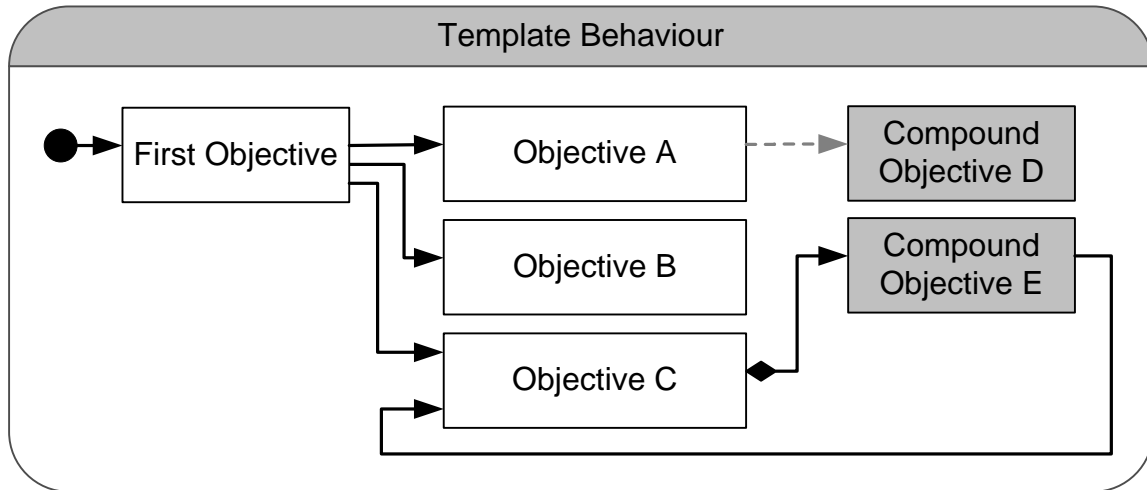 Template Behaviour
First Objective
Objective A
Compound
Objective D
Objective B
Compound
Objective E
Objective C